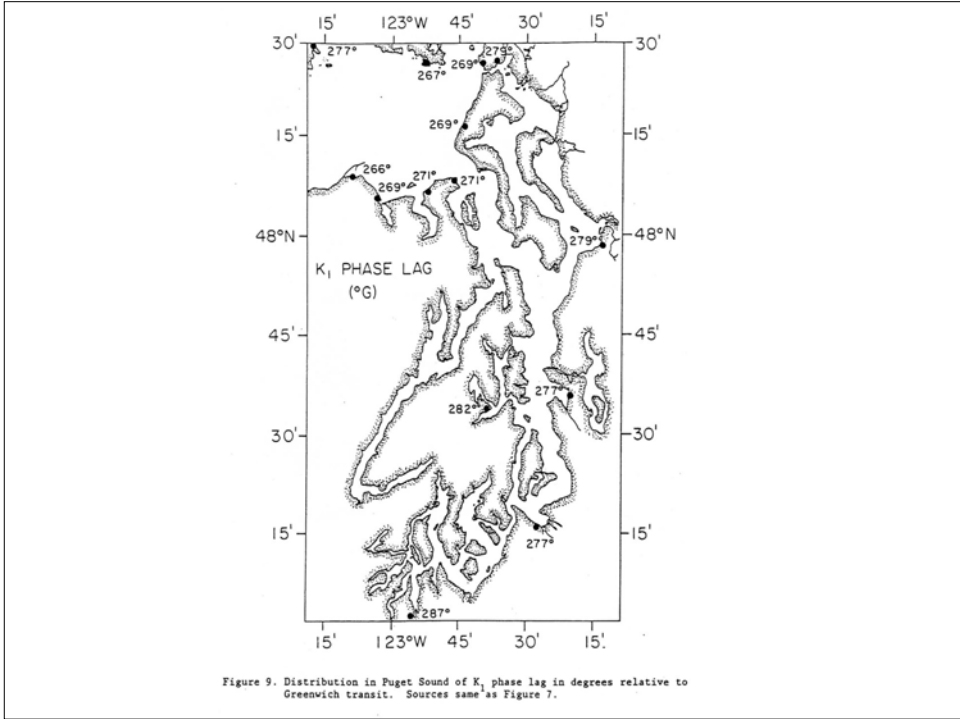 15' 123°W 45' 30' 15'
30' 277° 267° 269° 279° 30'
15' 269° 15'
266° 269° 271° 271°
48°N 279° 48°N
K₁ PHASE LAG
(°G)
45' 45'
282° 277°
30' 30'
15' 277° 15'
287°
15' 123°W 45' 30' 15'.
Figure 9. Distribution in Puget Sound of K₁ phase lag in degrees relative to
Greenwich transit. Sources same as Figure 7.